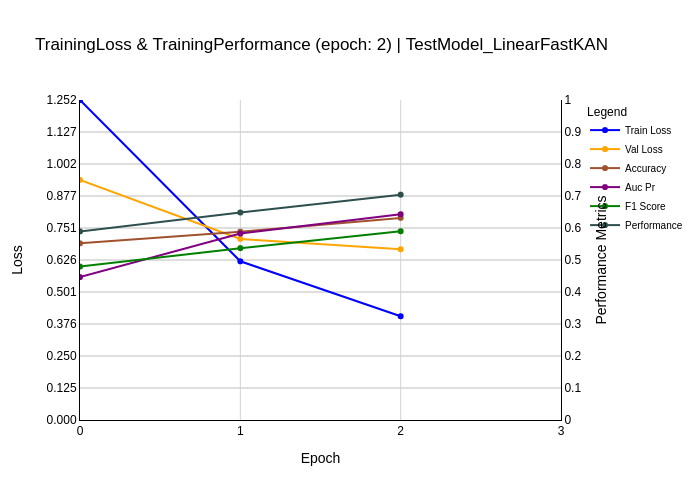 TrainingLoss & TrainingPerformance (epoch: 2) | TestModel_LinearFastKAN
1.252
1.127
1.002
0.877
0.751
0.626
0.501
0.376
0.250
0.125
0.000
Loss
0
1
2
3
Epoch
1
0.9
0.8
0.7
0.6
0.5
0.4
0.3
0.2
0.1
0
Performance Metrics
Legend
Train Loss
Val Loss
Accuracy
Auc Pr
F1 Score
Performance